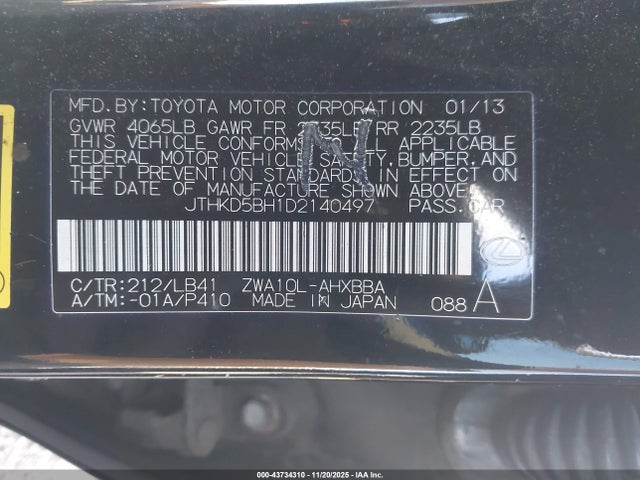 MFD. BY: TOYOTA MOTOR CORPORATION 01/13
GVWR 4065LB GAWR FR 2235LB RR 2235LB
THIS VEHICLE CONFORMS TO ALL APPLICABLE
FEDERAL MOTOR VEHICLE SAFETY, BUMPER, AND
THEFT PREVENTION STANDARDS IN EFFECT ON
THE DATE OF MANUFACTURE SHOWN ABOVE.
JTHKD5BH1D2140497 PASS. CAR
C/TR: 212/LB41 ZWA10L-AHXBBA
A/TM: -01A/P410 MADE IN JAPAN 088 A
000-43734310 - 11/20/2025 - IAA Inc.